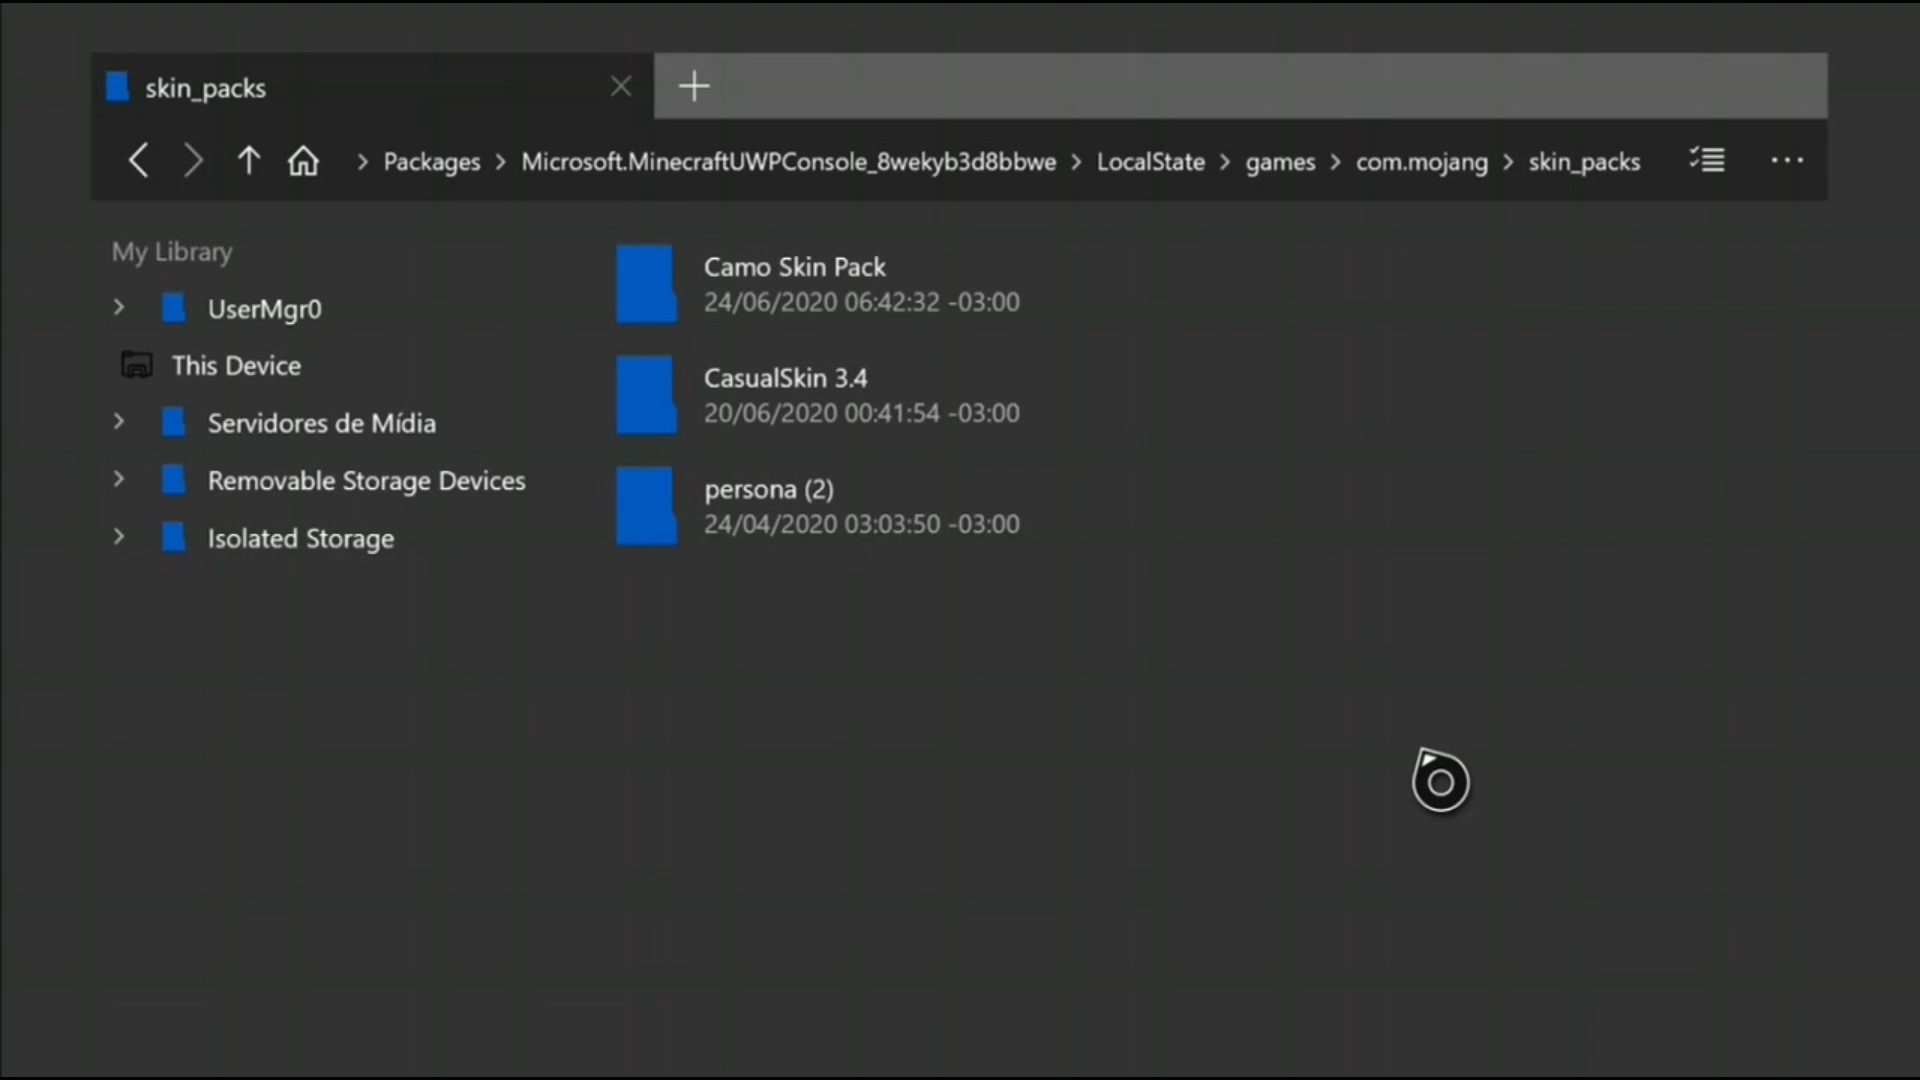 skin_packs
Packages > Microsoft.MinecraftUWPConsole_8wekyb3d8bbwe > LocalState > games > com.mojang > skin_packs
My Library
UserMgr0
This Device
Servidores de Mídia
Removable Storage Devices
Isolated Storage
Camo Skin Pack
24/06/2020 06:42:32 -03:00
CasualSkin 3.4
20/06/2020 00:41:54 -03:00
persona (2)
24/04/2020 03:03:50 -03:00